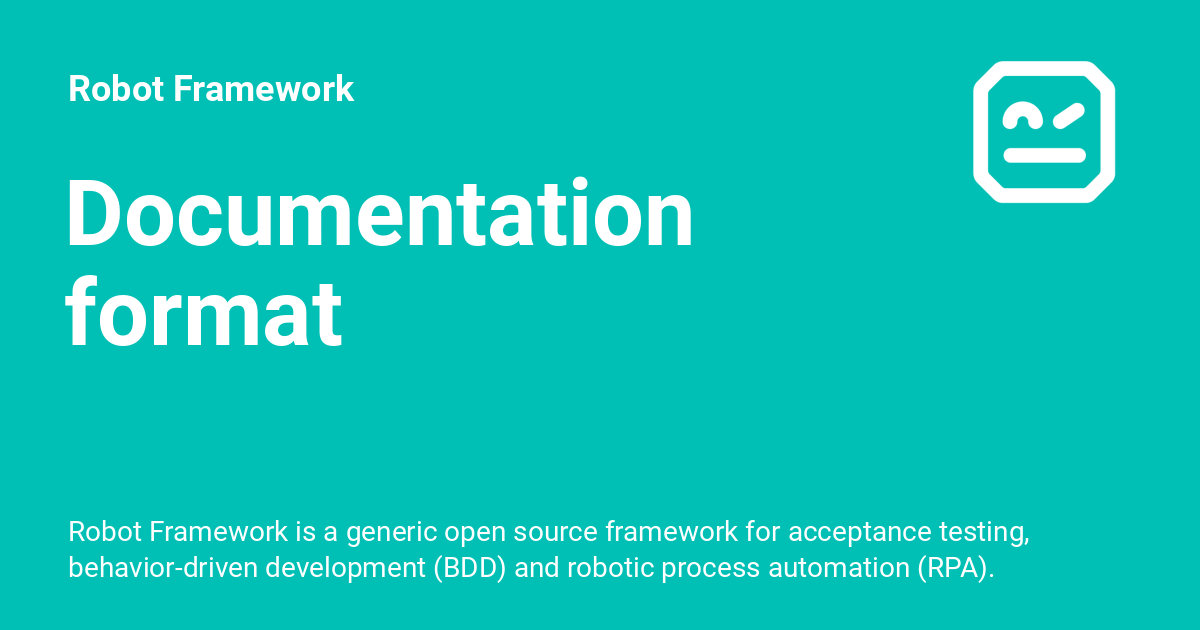 Robot Framework
Documentation
format
Robot Framework is a generic open source framework for acceptance testing,
behavior-driven development (BDD) and robotic process automation (RPA).